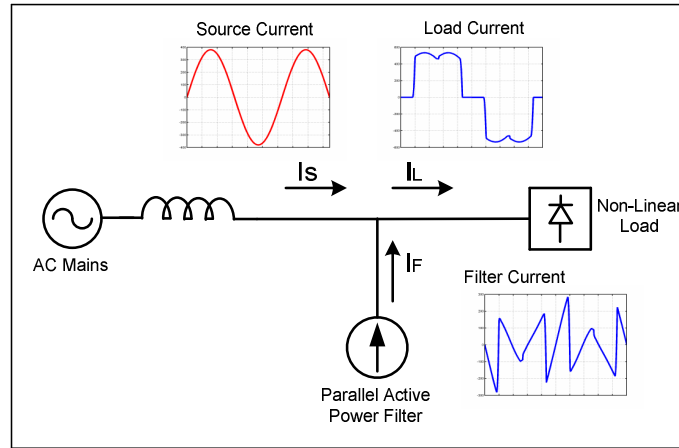 Source Current
Load Current
IS
IL
AC Mains
Non-Linear
Load
IF
Filter Current
Parallel Active
Power Filter